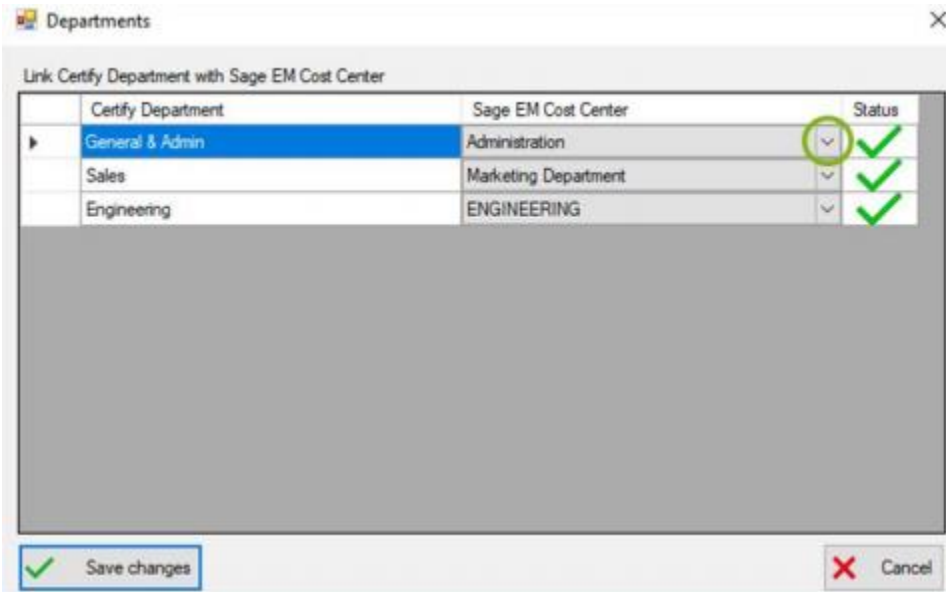 Departments
Link Certify Department with Sage EM Cost Center
Certify Department Sage EM Cost Center Status
General & Admin Administration
Sales Marketing Department
Engineering ENGINEERING
Save changes Cancel